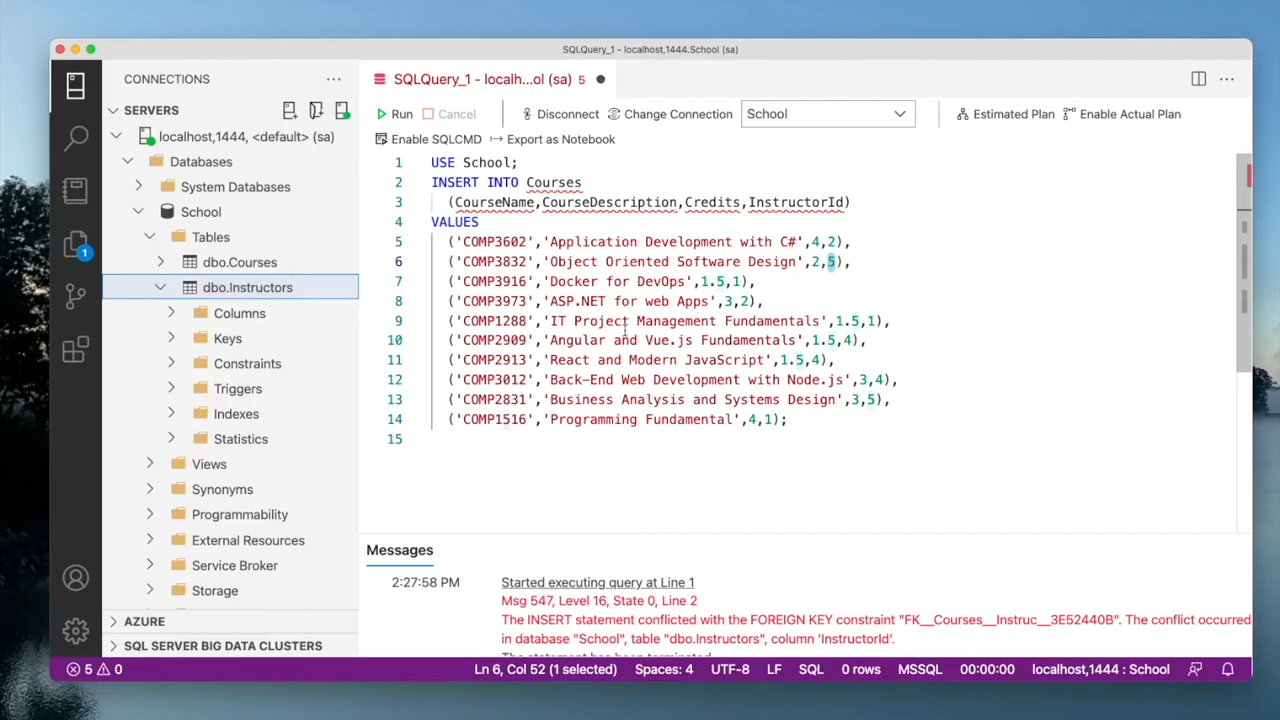 SQLQuery_1 - localhost,1444.School (sa)
CONNECTIONS
SERVERS
localhost,1444, <default> (sa)
Databases
System Databases
School
Tables
dbo.Courses
dbo.Instructors
Columns
Keys
Constraints
Triggers
Indexes
Statistics
Views
Synonyms
Programmability
External Resources
Service Broker
Storage
AZURE
SQL SERVER BIG DATA CLUSTERS
1
SQLQuery_1 - localh...ol (sa) 5
Run Cancel Disconnect Change Connection School Estimated Plan Enable Actual Plan
Enable SQLCMD Export as Notebook
1 USE School;
2 INSERT INTO Courses
3 (CourseName,CourseDescription,Credits,InstructorId)
4 VALUES
5 ('COMP3602','Application Development with C#',4,2),
6 ('COMP3832','Object Oriented Software Design',2,5),
7 ('COMP3916','Docker for DevOps',1.5,1),
8 ('COMP3973','ASP.NET for web Apps',3,2),
9 ('COMP1288','IT Project Management Fundamentals',1.5,1),
10 ('COMP2909','Angular and Vue.js Fundamentals',1.5,4),
11 ('COMP2913','React and Modern JavaScript',1.5,4),
12 ('COMP3012','Back-End Web Development with Node.js',3,4),
13 ('COMP2831','Business Analysis and Systems Design',3,5),
14 ('COMP1516','Programming Fundamental',4,1);
15
Messages
2:27:58 PM Started executing query at Line 1
Msg 547, Level 16, State 0, Line 2
The INSERT statement conflicted with the FOREIGN KEY constraint "FK__Courses__Instruc__3E52440B". The conflict occurred
in database "School", table "dbo.Instructors", column 'InstructorId'.
The statement has been terminated.
5 0 Ln 6, Col 52 (1 selected) Spaces: 4 UTF-8 LF SQL 0 rows MSSQL 00:00:00 localhost,1444 : School